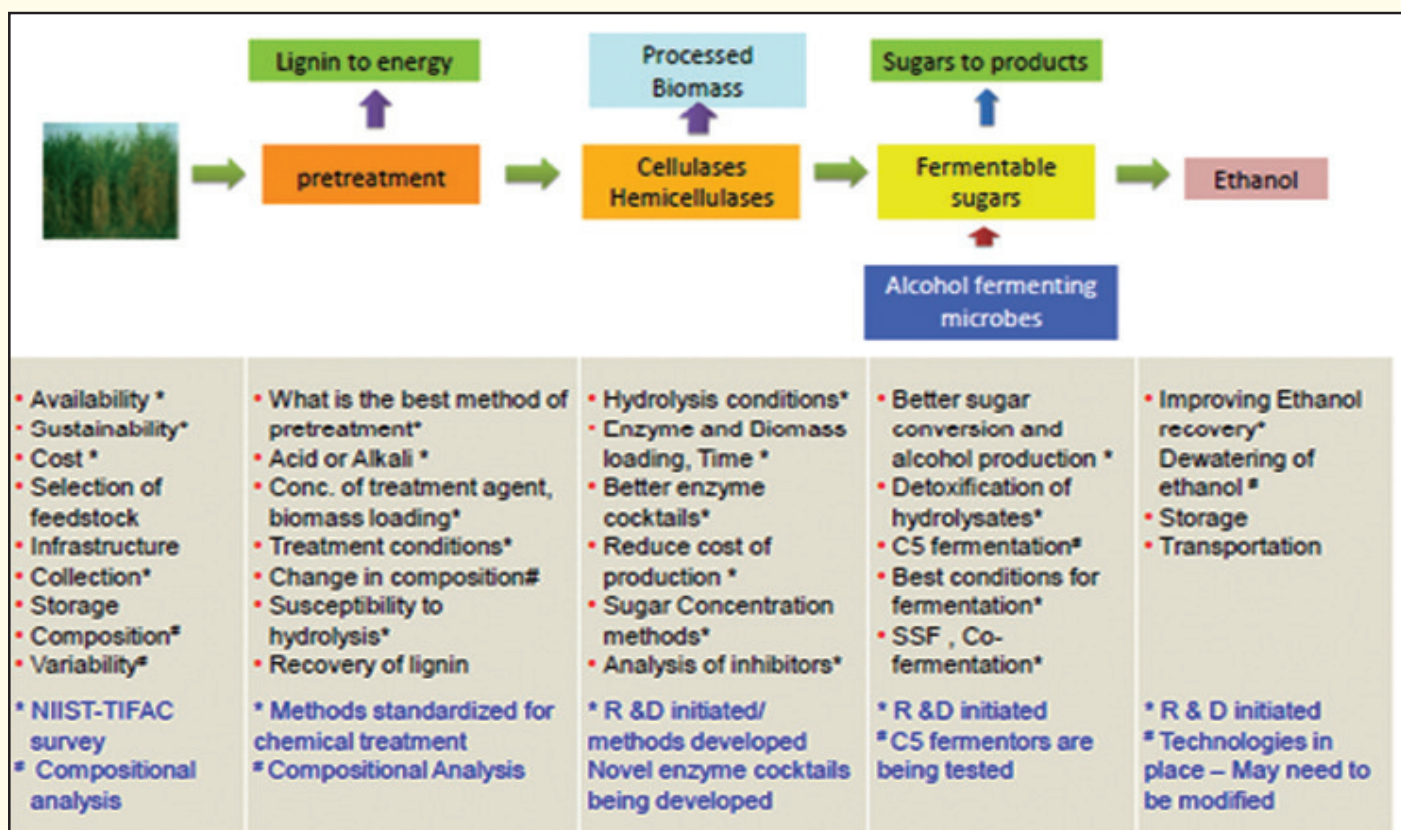 Lignin to energy
Processed
Biomass
Sugars to products
pretreatment
Cellulases
Hemicellulases
Fermentable
sugars
Ethanol
Alcohol fermenting
microbes
• Availability *
• Sustainability*
• Cost *
• Selection of
feedstock
• Infrastructure
• Collection*
• Storage
• Composition#
• Variability#
* NIIST-TIFAC
survey
# Compositional
analysis
• What is the best method of
pretreatment*
• Acid or Alkali *
• Conc. of treatment agent,
biomass loading*
• Treatment conditions*
• Change in composition#
• Susceptibility to
hydrolysis*
• Recovery of lignin
* Methods standardized for
chemical treatment
# Compositional Analysis
• Hydrolysis conditions*
• Enzyme and Biomass
loading, Time *
• Better enzyme
cocktails*
• Reduce cost of
production *
• Sugar Concentration
methods*
• Analysis of inhibitors*
* R &D initiated/
methods developed
Novel enzyme cocktails
being developed
• Better sugar
conversion and
alcohol production *
• Detoxification of
hydrolysates*
• C5 fermentation#
• Best conditions for
fermentation*
• SSF , Co-
fermentation*
* R &D initiated
# C5 fermentors are
being tested
• Improving Ethanol
recovery*
• Dewatering of
ethanol #
• Storage
• Transportation
* R & D initiated
# Technologies in
place – May need to
be modified